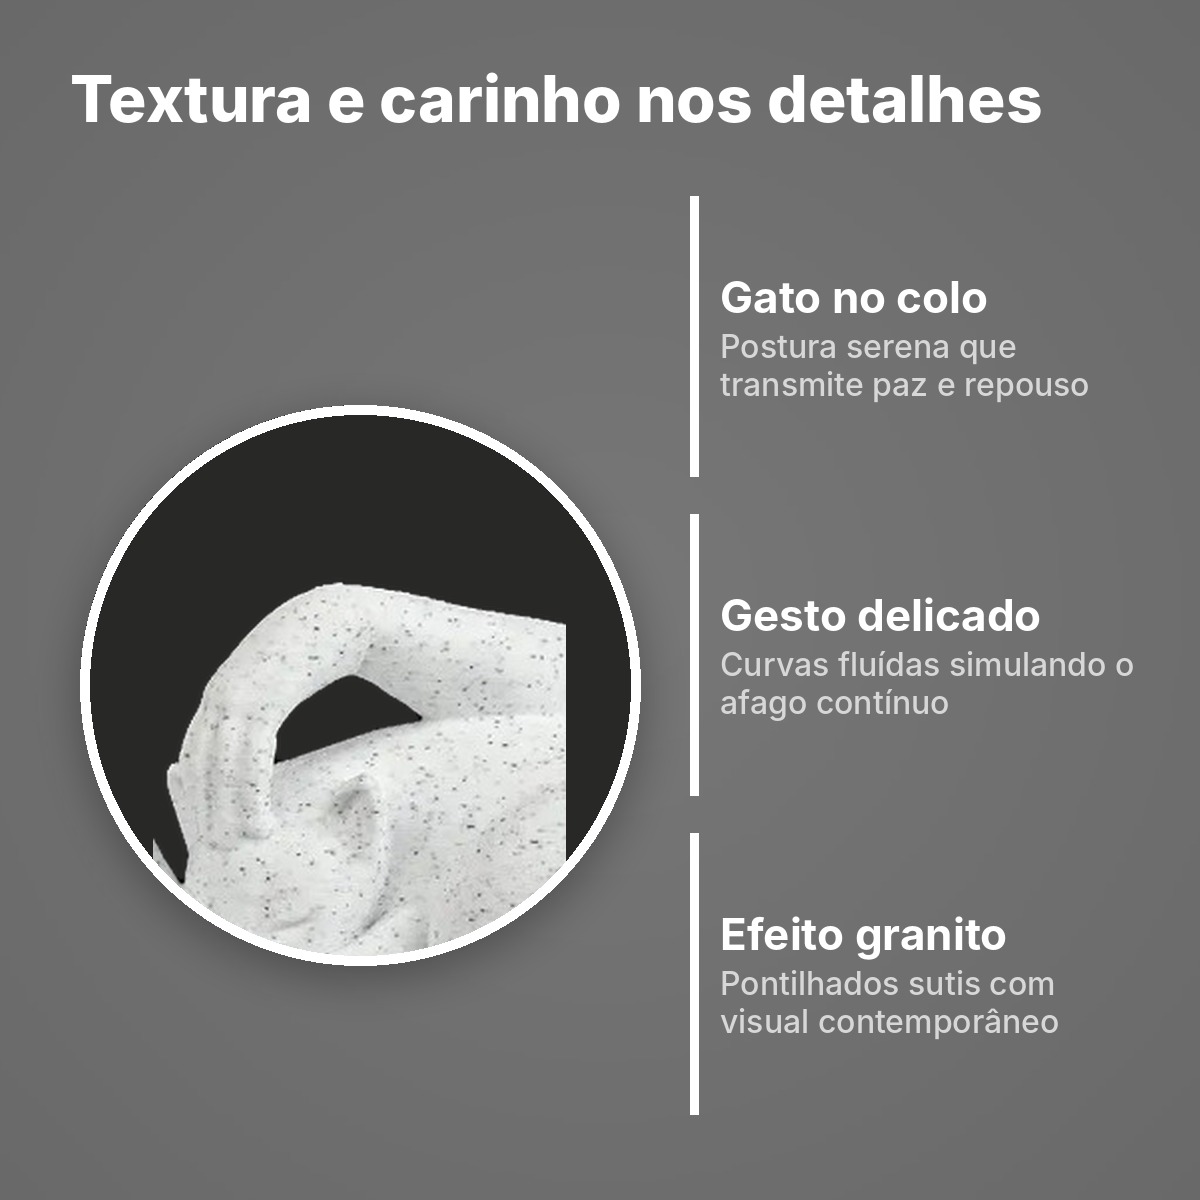 Textura e carinho nos detalhes
Gato no colo
Postura serena que
transmite paz e repouso
Gesto delicado
Curvas fluídas simulando o
afago contínuo
Efeito granito
Pontilhados sutis com
visual contemporâneo